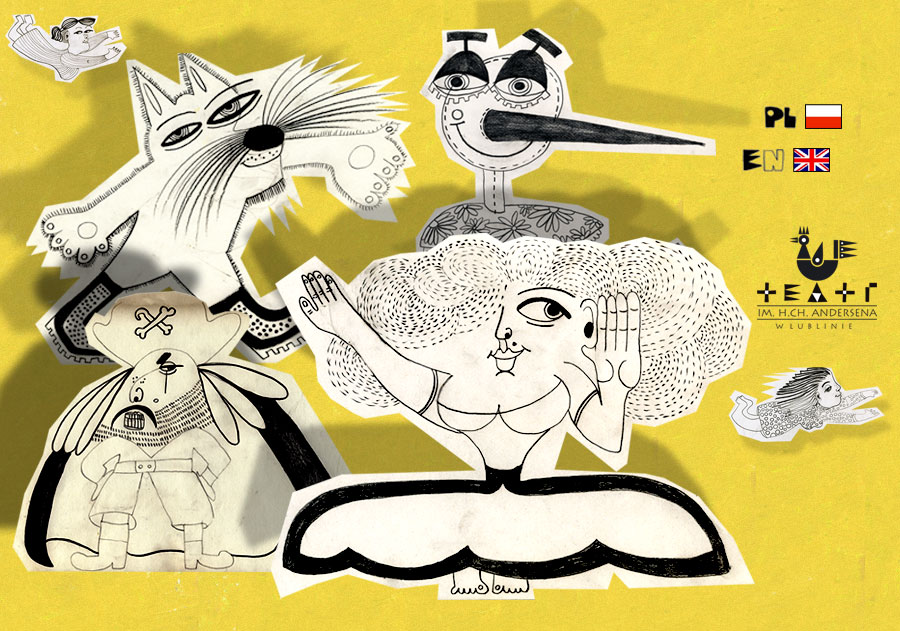 PL
EN
teatr
IM. H.CH. ANDERSENA
W LUBLINIE